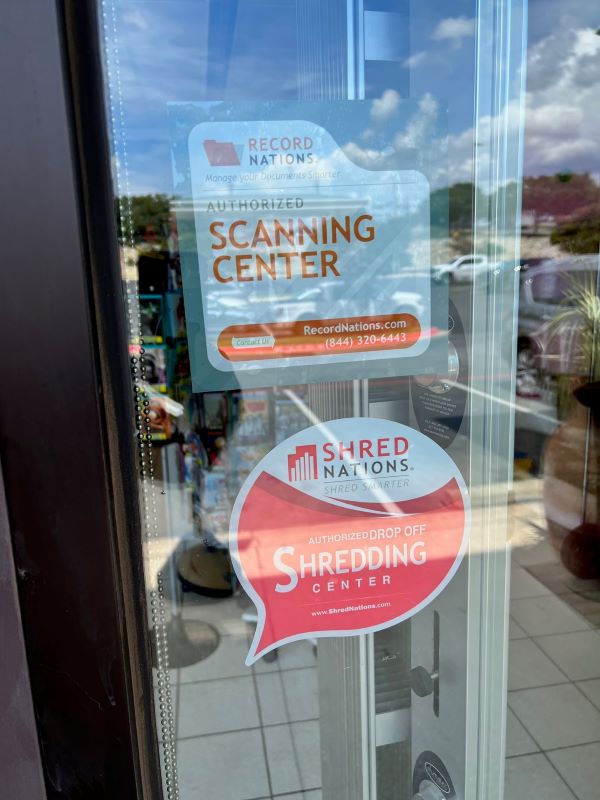 RECORD
NATIONS®
Manage your Documents Smarter
AUTHORIZED
SCANNING
CENTER
Contact Us
RecordNations.com
(844) 320-6443
SHRED
NATIONS®
SHRED SMARTER
AUTHORIZED DROP OFF
SHREDDING
CENTER
www.ShredNations.com